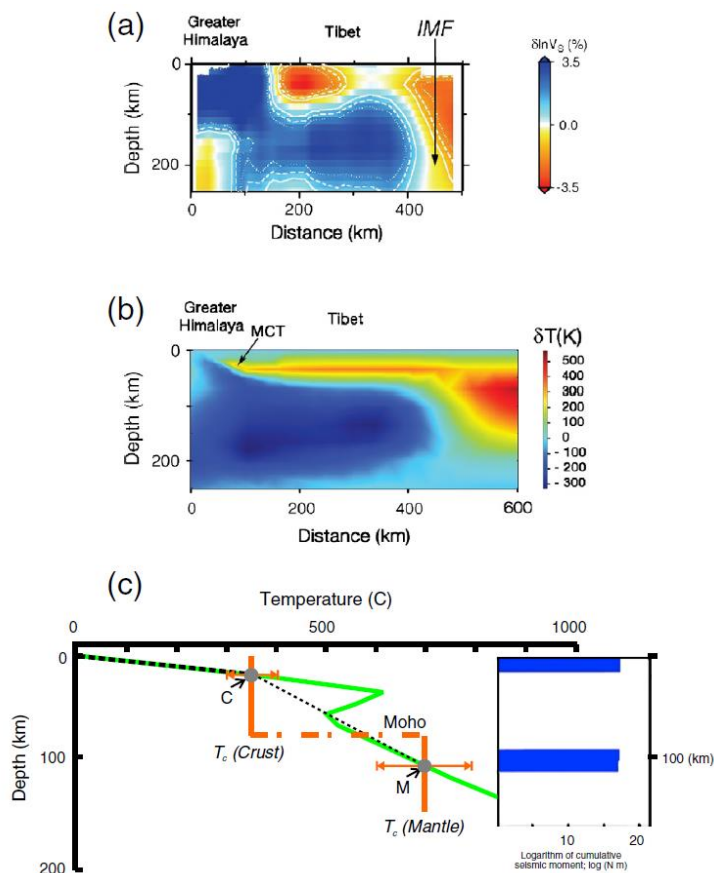 (a)
Greater
Himalaya
Tibet
IMF
δlnVS (%)
0
200
Depth (km)
0 200 400
Distance (km)
3.5
0.0
-3.5
(b)
Greater
Himalaya
MCT
Tibet
δT(K)
0
200
Depth (km)
0 200 400 600
Distance (km)
500
400
300
200
100
0
- 100
- 200
- 300
(c)
Temperature (C)
0 500 1000
0
100
200
Depth (km)
C
Tc (Crust)
Moho
M
Tc (Mantle)
100 (km)
10 20
Logarithm of cumulative
seismic moment; log (N m)